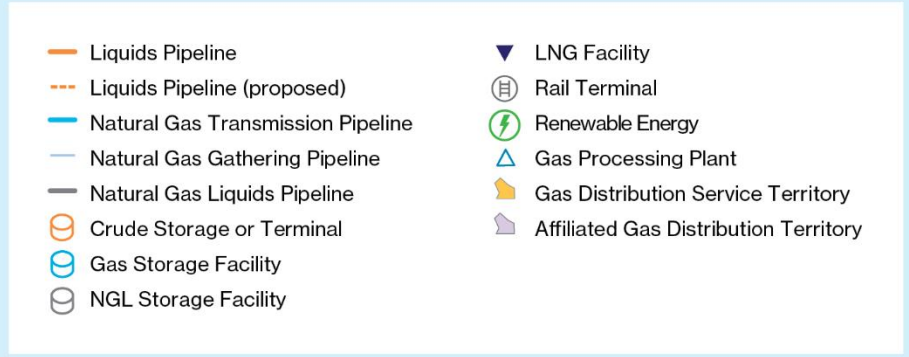 Liquids Pipeline
Liquids Pipeline (proposed)
Natural Gas Transmission Pipeline
Natural Gas Gathering Pipeline
Natural Gas Liquids Pipeline
Crude Storage or Terminal
Gas Storage Facility
NGL Storage Facility
LNG Facility
Rail Terminal
Renewable Energy
Gas Processing Plant
Gas Distribution Service Territory
Affiliated Gas Distribution Territory